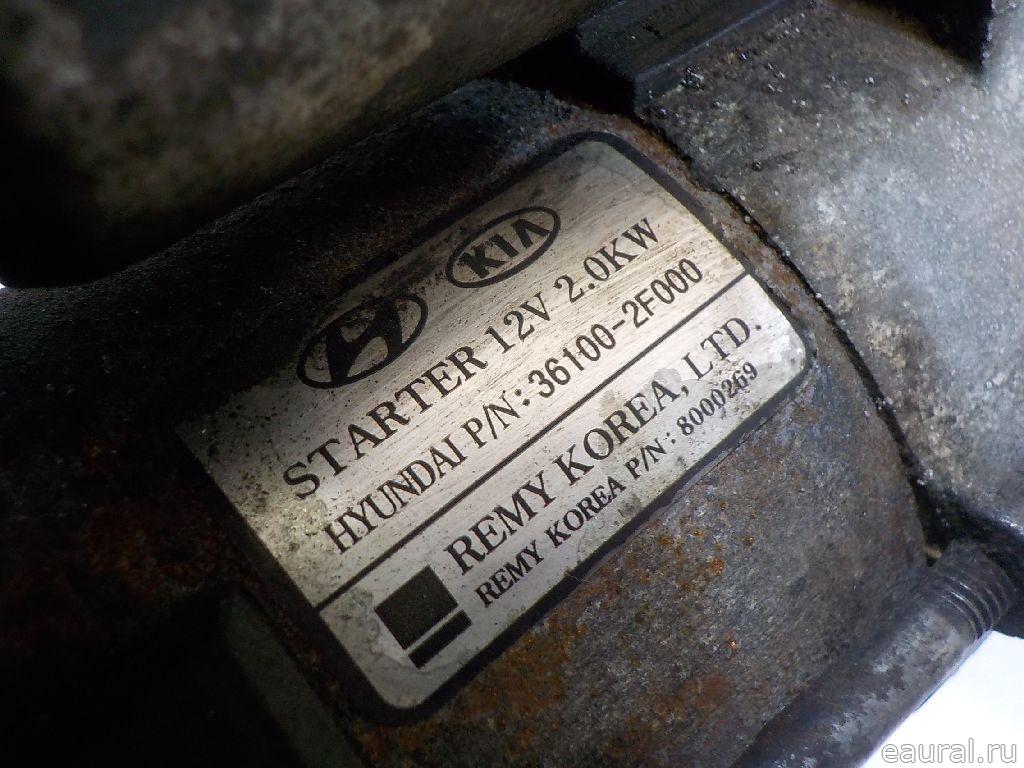 KIA
STARTER 12V 2.0KW
HYUNDAI P/N: 36100-2F000
REMY KOREA, LTD.
REMY KOREA P/N: 8000269
eaural.ru